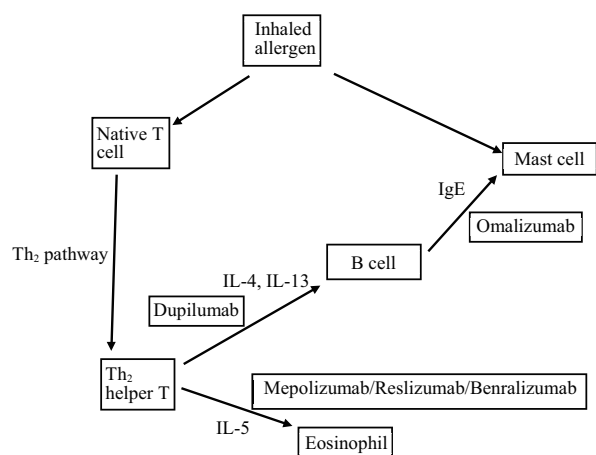 Inhaled
allergen
Native T
cell
Mast cell
IgE
Omalizumab
Th₂ pathway
B cell
IL-4, IL-13
Dupilumab
Th₂
helper T
Mepolizumab/Reslizumab/Benralizumab
IL-5
Eosinophil